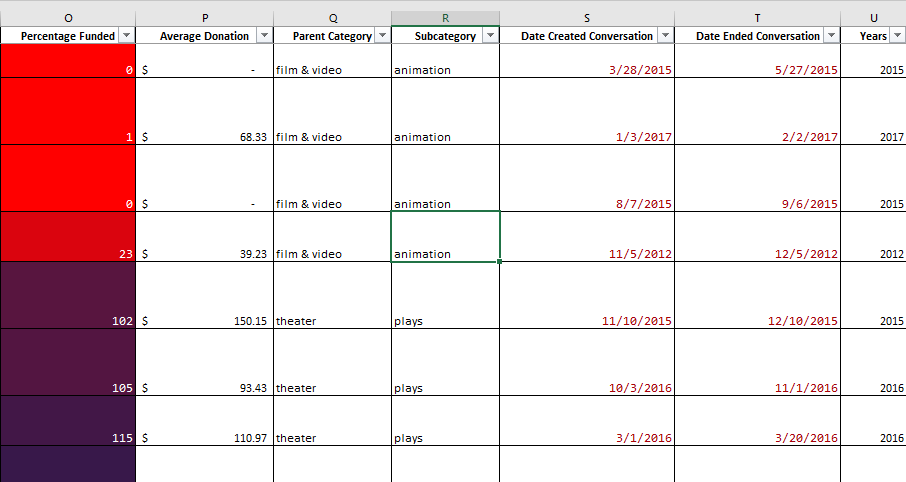 O P Q R S T U
Percentage Funded Average Donation Parent Category Subcategory Date Created Conversation Date Ended Conversation Years
0 $ - film & video animation 3/28/2015 5/27/2015 2015
1 $ 68.33 film & video animation 1/3/2017 2/2/2017 2017
0 $ - film & video animation 8/7/2015 9/6/2015 2015
23 $ 39.23 film & video animation 11/5/2012 12/5/2012 2012
102 $ 150.15 theater plays 11/10/2015 12/10/2015 2015
105 $ 93.43 theater plays 10/3/2016 11/1/2016 2016
115 $ 110.97 theater plays 3/1/2016 3/20/2016 2016